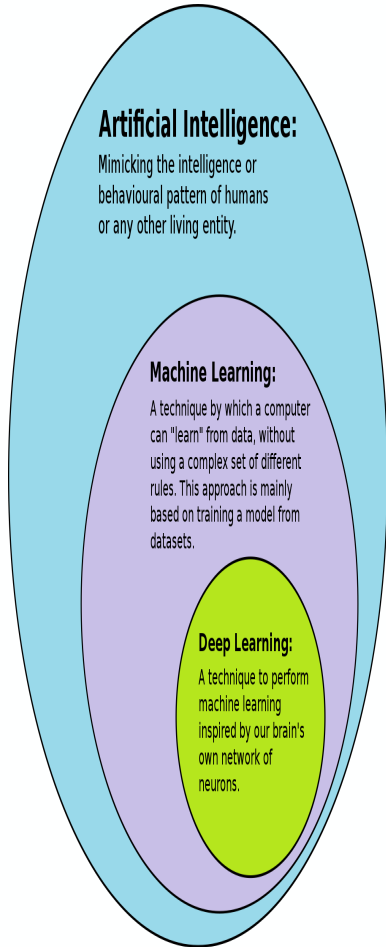 Artificial Intelligence:
Mimicking the intelligence or
behavioural pattern of humans
or any other living entity.
Machine Learning:
A technique by which a computer
can "learn" from data, without
using a complex set of different
rules. This approach is mainly
based on training a model from
datasets.
Deep Learning:
A technique to perform
machine learning
inspired by our brain's
own network of
neurons.